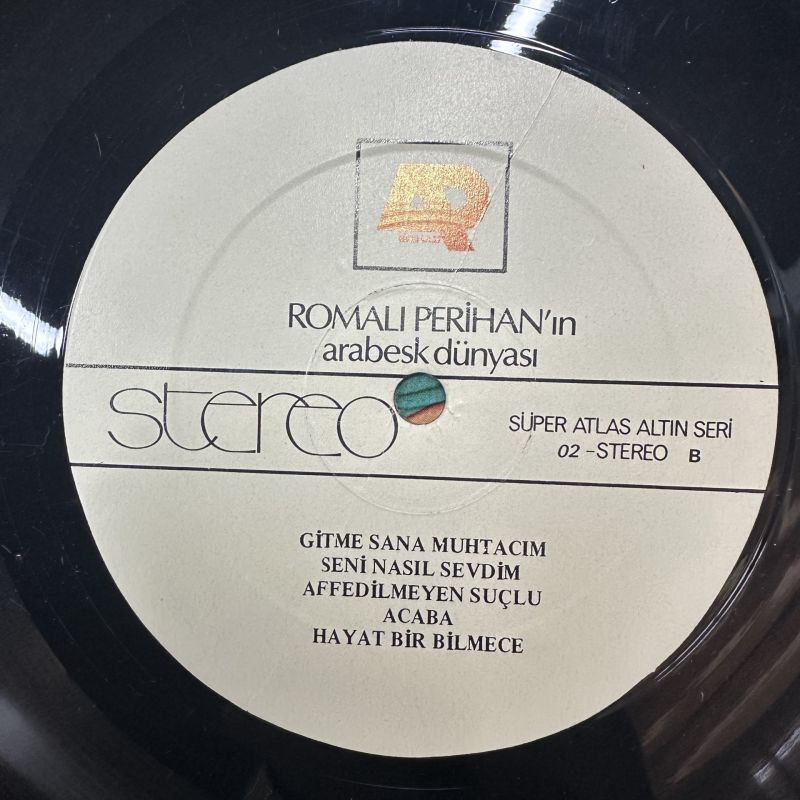 ROMALI PERİHAN'ın
arabesk dünyası
stereo
SÜPER ATLAS ALTIN SERİ
02 - STEREO B
GİTME SANA MUHTACIM
SENİ NASIL SEVDİM
AFFEDİLMEYEN SUÇLU
ACABA
HAYAT BİR BİLMECE